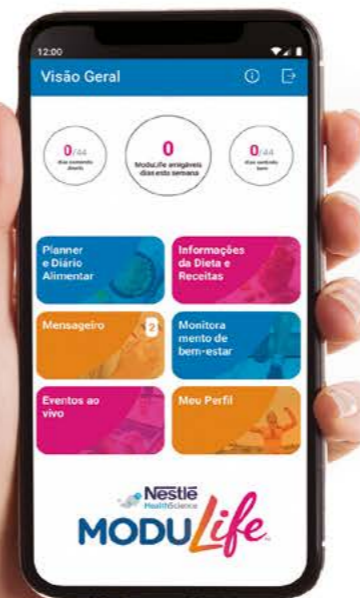 12:00
Visão Geral
0/44
dias comendo
dieta
0
ModuLife amigáveis
dias esta semana
0/44
dias sentindo
bem
Planner
e Diário
Alimentar
Informações
da Dieta e
Receitas
Mensageiro
2
Monitora
mento de
bem-estar
Eventos ao
vivo
Meu Perfil
Nestlé
HealthScience
MODULife